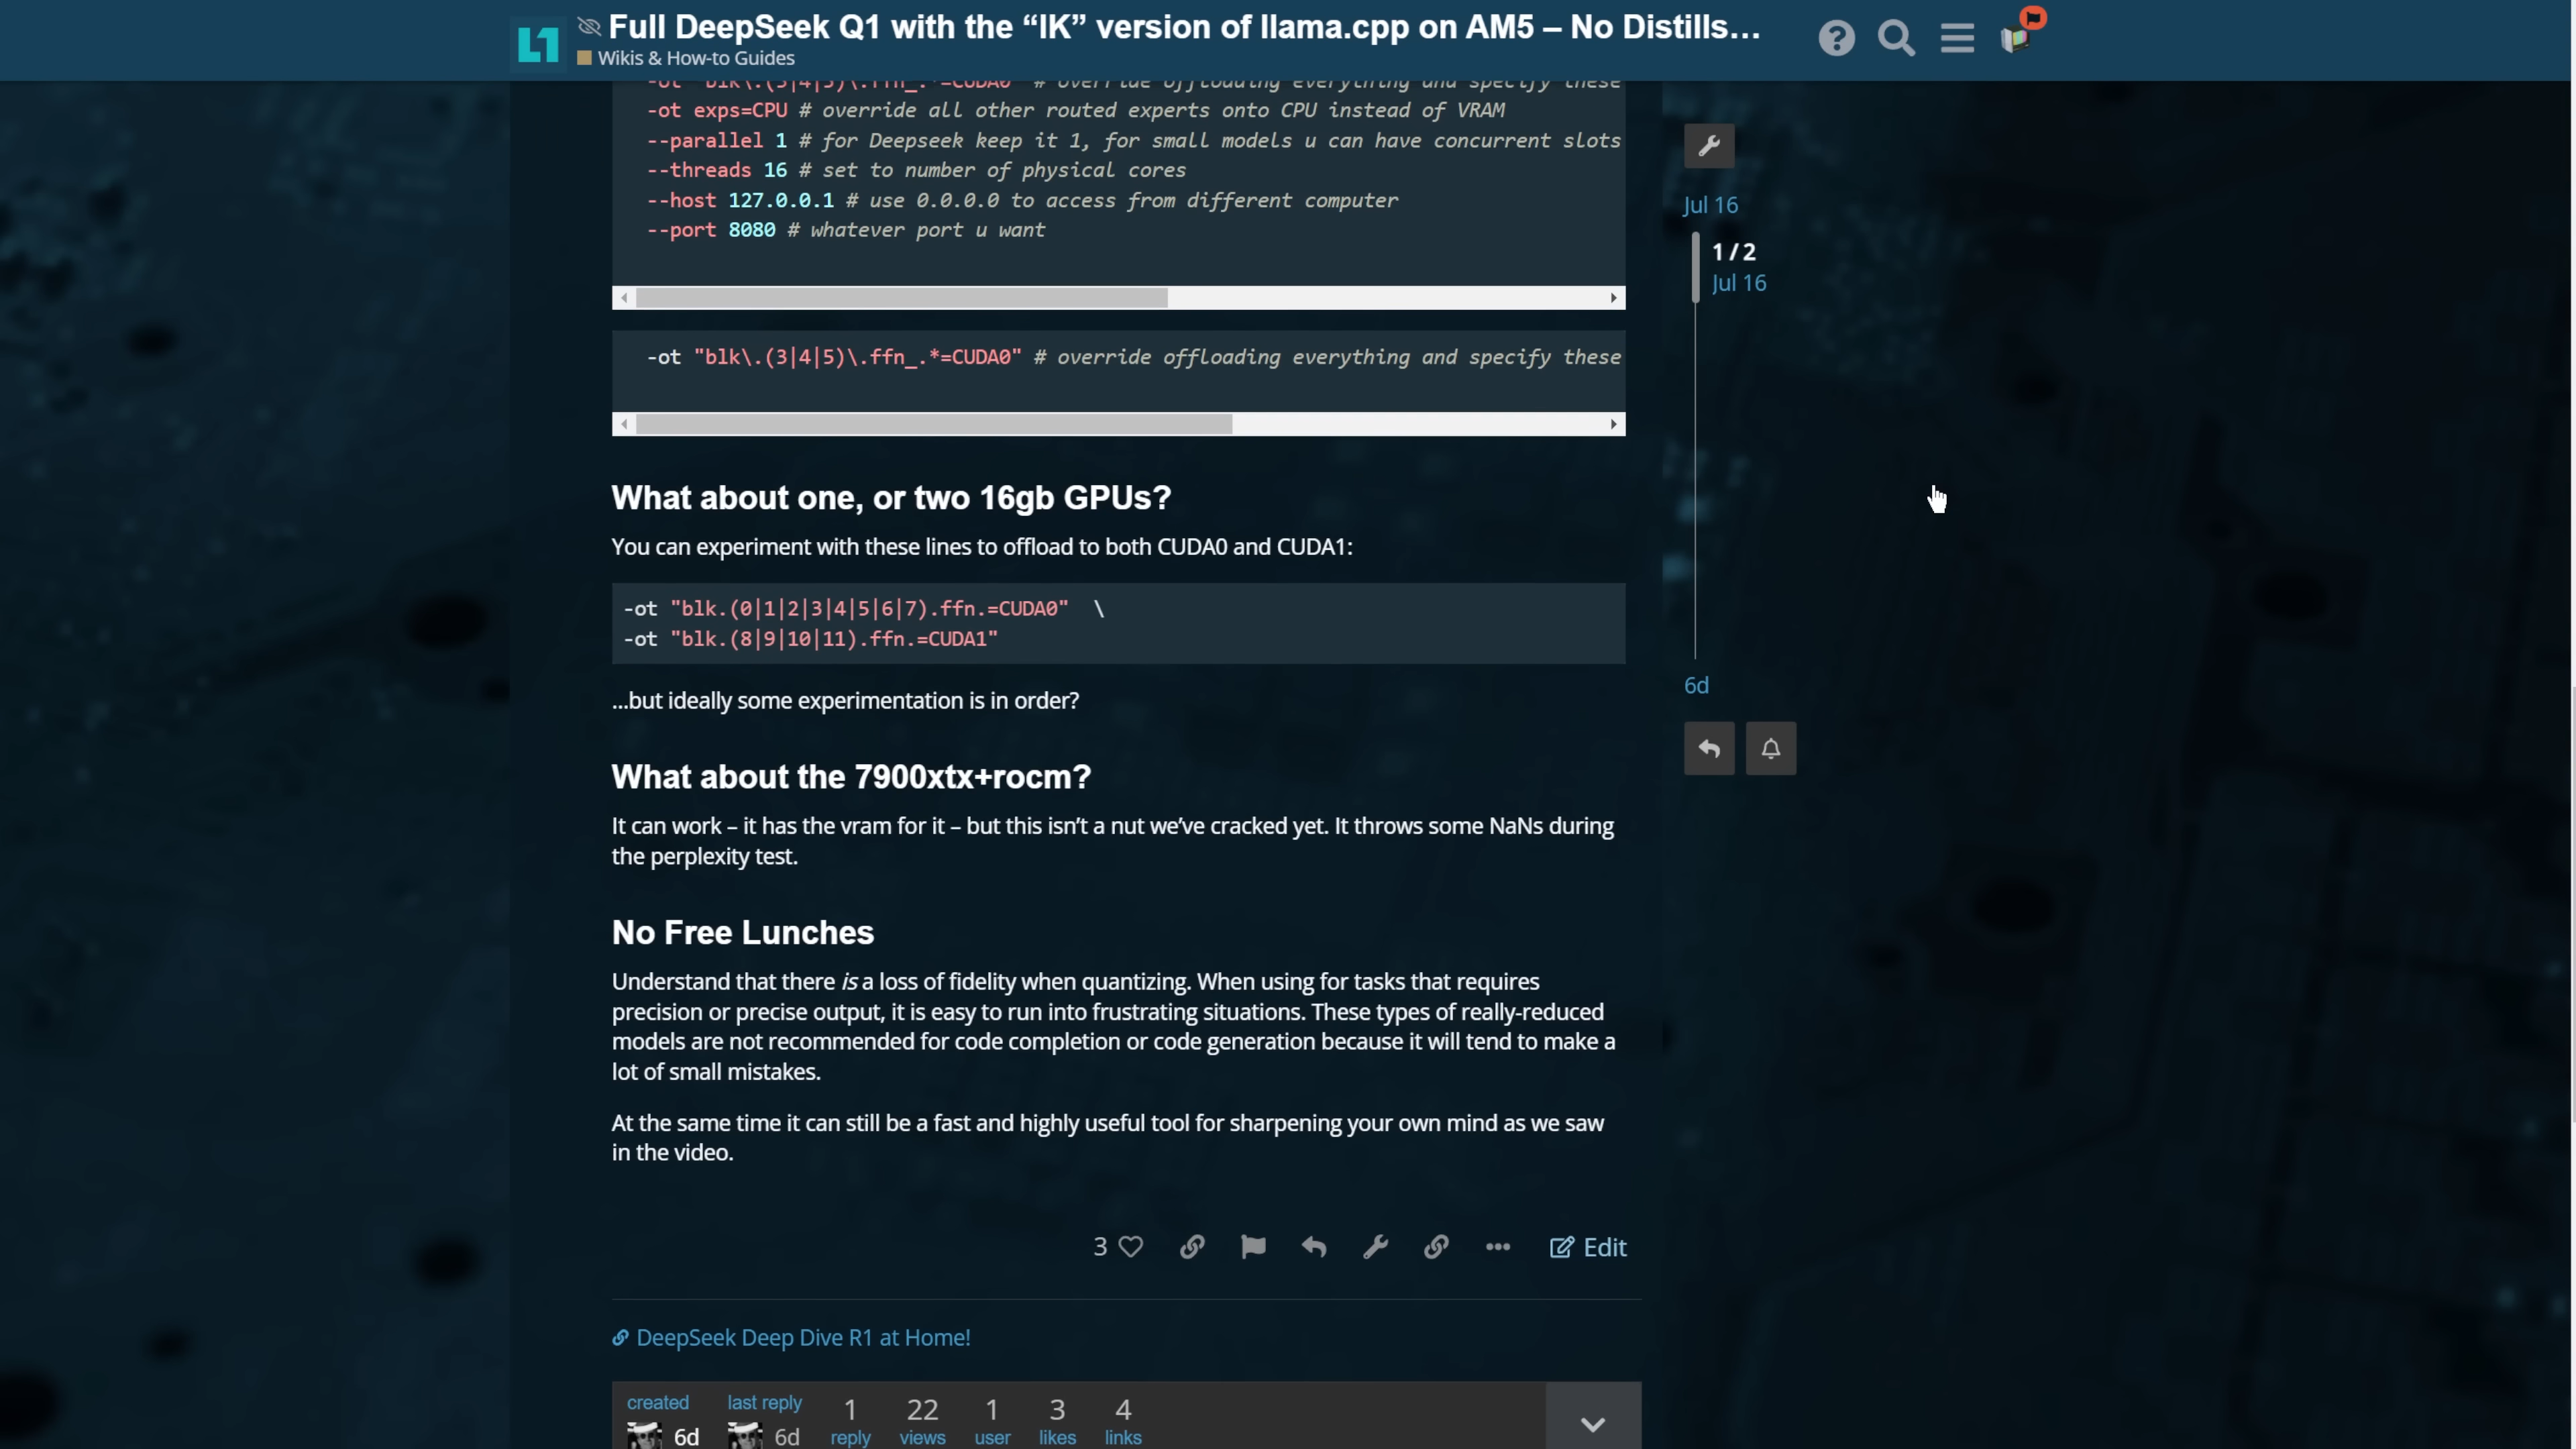 Full DeepSeek Q1 with the “IK” version of llama.cpp on AM5 – No Distills…
Wikis & How-to Guides
-ot "blk\.(3|4|5)\.ffn_.*=CUDA0" # override offloading everything and specify these
-ot exps=CPU # override all other routed experts onto CPU instead of VRAM
--parallel 1 # for Deepseek keep it 1, for small models u can have concurrent slots
--threads 16 # set to number of physical cores
--host 127.0.0.1 # use 0.0.0.0 to access from different computer
--port 8080 # whatever port u want
Jul 16
1 / 2
Jul 16
-ot "blk\.(3|4|5)\.ffn_.*=CUDA0" # override offloading everything and specify these
What about one, or two 16gb GPUs?
You can experiment with these lines to offload to both CUDA0 and CUDA1:
-ot "blk.(0|1|2|3|4|5|6|7).ffn.=CUDA0" \
-ot "blk.(8|9|10|11).ffn.=CUDA1"
…but ideally some experimentation is in order?
6d
What about the 7900xtx+rocm?
It can work – it has the vram for it – but this isn’t a nut we’ve cracked yet. It throws some NaNs during
the perplexity test.
No Free Lunches
Understand that there is a loss of fidelity when quantizing. When using for tasks that requires
precision or precise output, it is easy to run into frustrating situations. These types of really-reduced
models are not recommended for code completion or code generation because it will tend to make a
lot of small mistakes.
At the same time it can still be a fast and highly useful tool for sharpening your own mind as we saw
in the video.
3
Edit
DeepSeek Deep Dive R1 at Home!
created
last reply
1
22
1
3
4
6d
6d
reply
views
user
likes
links